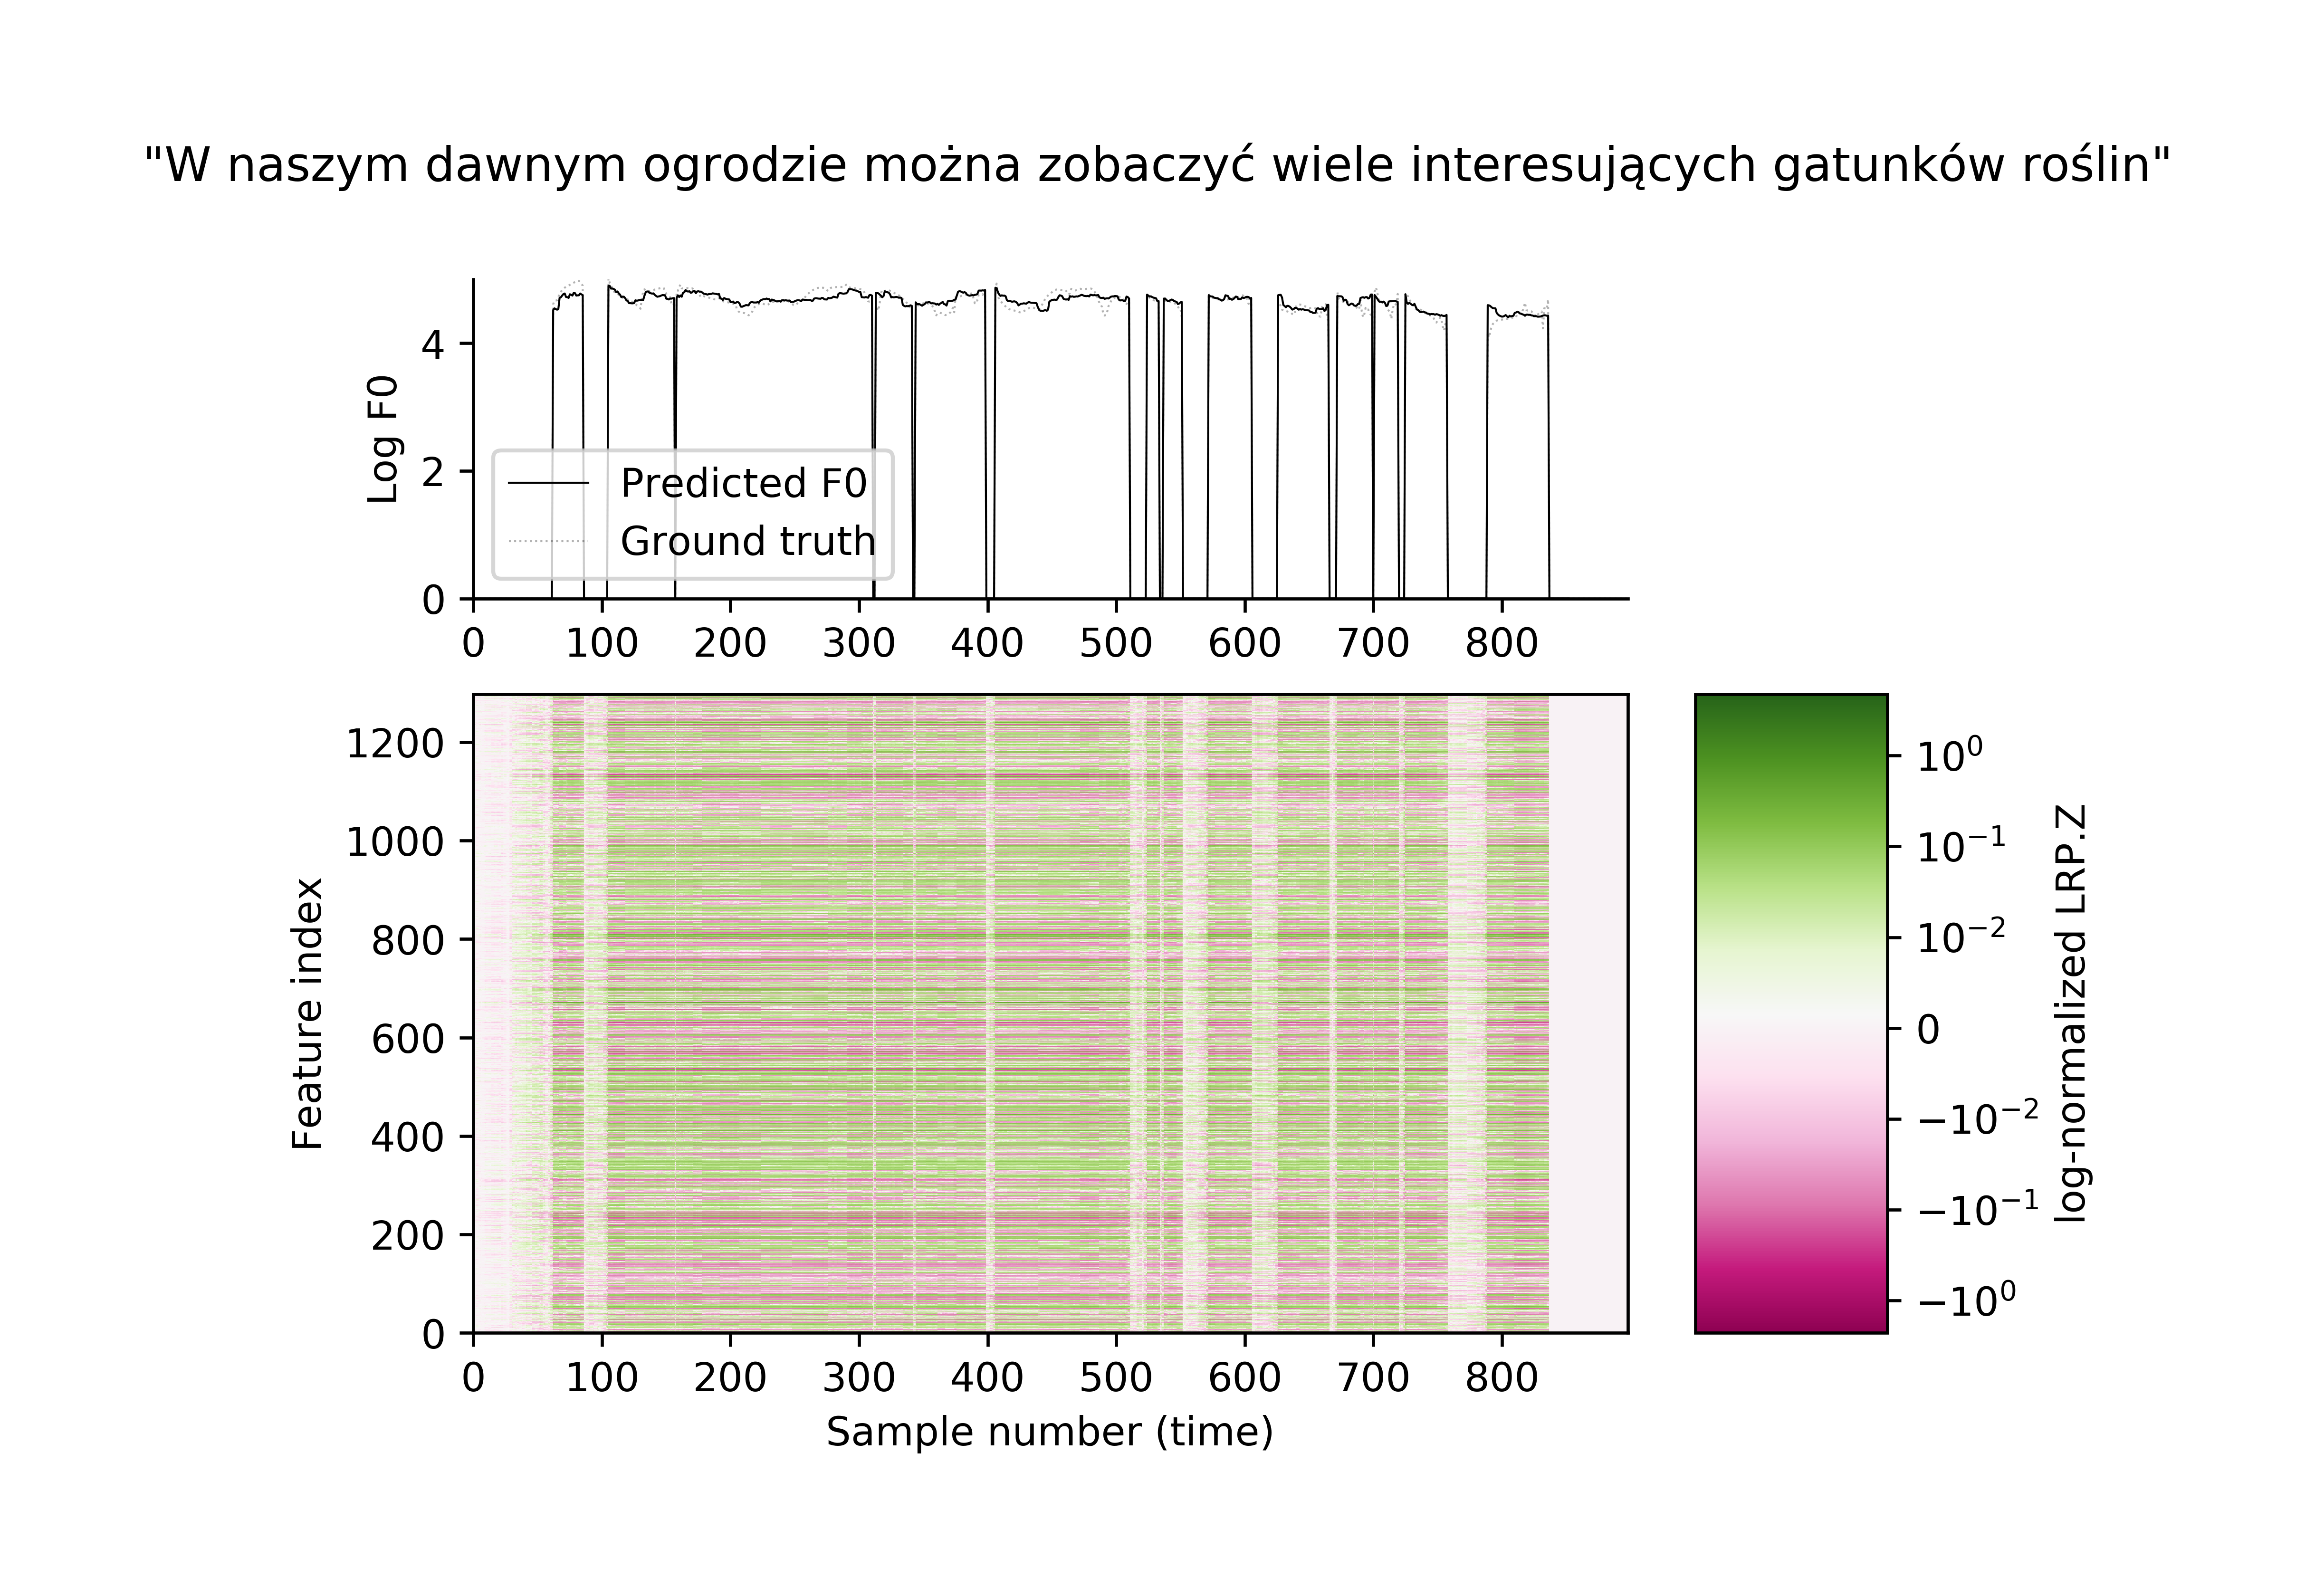 "W naszym dawnym ogrodzie można zobaczyć wiele interesujących gatunków roślin"
Log F0
4
2
0
Predicted F0
Ground truth
0 100 200 300 400 500 600 700 800
Feature index
1200
1000
800
600
400
200
0
0 100 200 300 400 500 600 700 800
Sample number (time)
10⁰
10⁻¹
10⁻²
0
−10⁻²
−10⁻¹
−10⁰
log-normalized LRP.Z